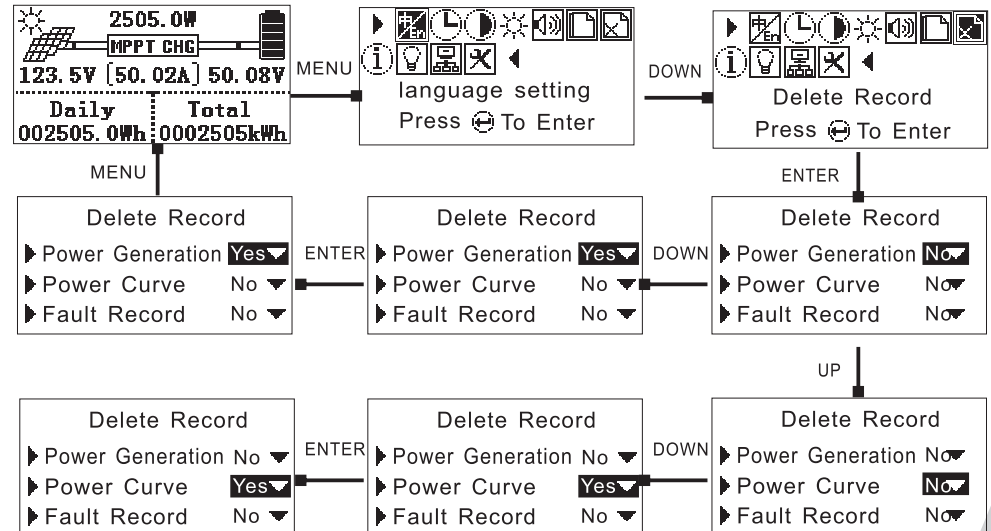 2505.0W
MPPT CHG
123.5V [50.02A] 50.08V
Daily Total
002505.0Wh 0002505kWh
MENU
中/En
language setting
Press To Enter
DOWN
中/En
Delete Record
Press To Enter
MENU
ENTER
Delete Record
Power Generation Yes
Power Curve No
Fault Record No
ENTER
Delete Record
Power Generation Yes
Power Curve No
Fault Record No
DOWN
Delete Record
Power Generation No
Power Curve No
Fault Record No
UP
Delete Record
Power Generation No
Power Curve Yes
Fault Record No
ENTER
Delete Record
Power Generation No
Power Curve Yes
Fault Record No
DOWN
Delete Record
Power Generation No
Power Curve No
Fault Record No